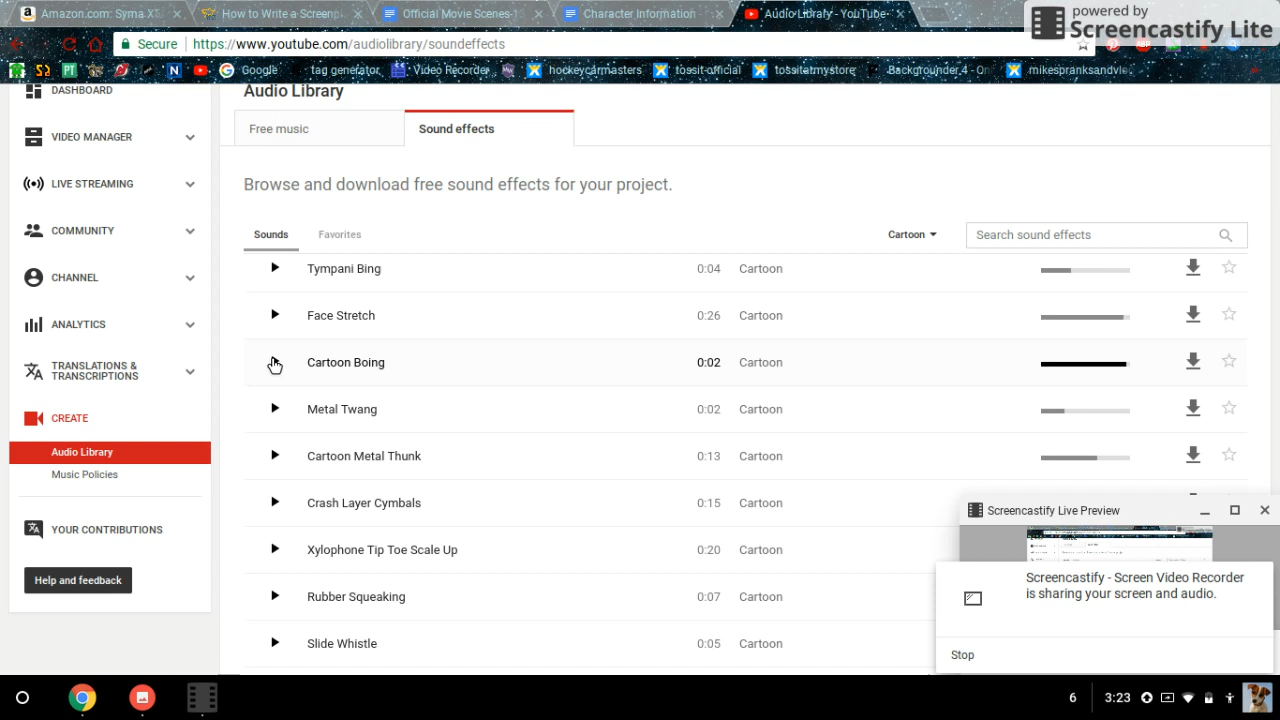 Amazon.com: Syma X5
How to Write a Screenp
Official Movie Scenes-1
Character Information
Audio Library - YouTube
powered by
Screencastify Lite
Secure https://www.youtube.com/audiolibrary/soundeffects
Google tag generator Video Recorder hockeycarmasters tossit-official tossitetmystore Backgrounder 4 - On mikespranksandvl
DASHBOARD
VIDEO MANAGER
LIVE STREAMING
COMMUNITY
CHANNEL
ANALYTICS
TRANSLATIONS &
TRANSCRIPTIONS
CREATE
Audio Library
Music Policies
YOUR CONTRIBUTIONS
Help and feedback
Audio Library
Free music Sound effects
Browse and download free sound effects for your project.
Sounds Favorites Cartoon Search sound effects
Tympani Bing 0:04 Cartoon
Face Stretch 0:26 Cartoon
Cartoon Boing 0:02 Cartoon
Metal Twang 0:02 Cartoon
Cartoon Metal Thunk 0:13 Cartoon
Crash Layer Cymbals 0:15 Cartoon
Xylophone Tip Toe Scale Up 0:20 Cartoon
Rubber Squeaking 0:07 Cartoon
Slide Whistle 0:05 Cartoon
Screencastify Live Preview
Screencastify - Screen Video Recorder
is sharing your screen and audio.
Stop
6 3:23